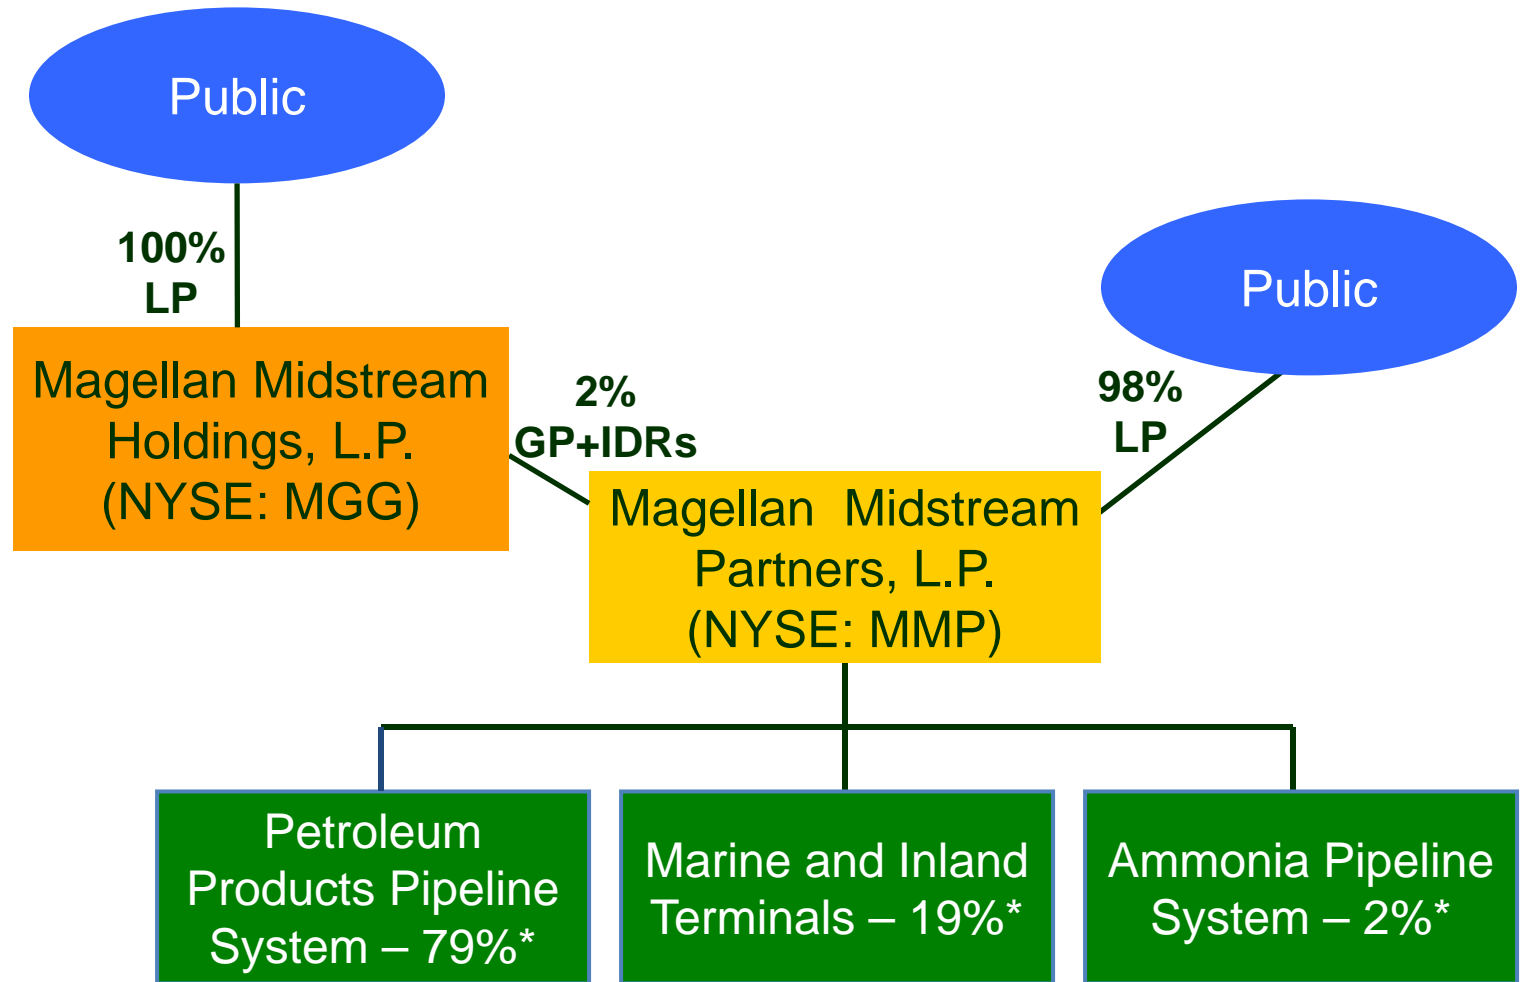 Public
100%
LP
Public
Magellan Midstream
Holdings, L.P.
(NYSE: MGG)
2%
GP+IDRs
98%
LP
Magellan Midstream
Partners, L.P.
(NYSE: MMP)
Petroleum
Products Pipeline
System – 79%*
Marine and Inland
Terminals – 19%*
Ammonia Pipeline
System – 2%*